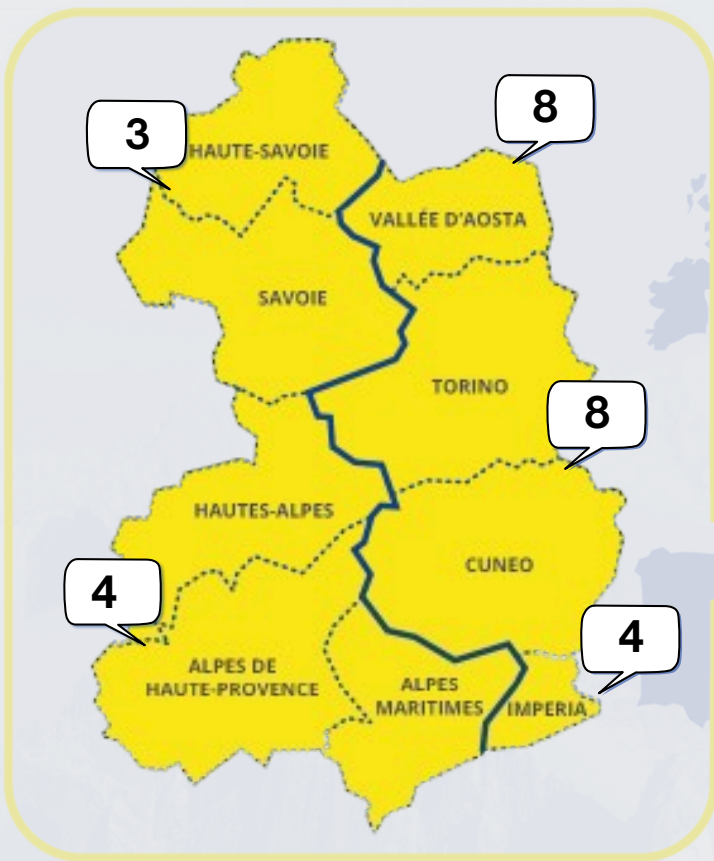 3
8
HAUTE-SAVOIE
VALLÉE D'AOSTA
SAVOIE
TORINO
8
HAUTES-ALPES
CUNEO
4
4
ALPES DE
HAUTE-PROVENCE
ALPES
MARITIMES
IMPERIA